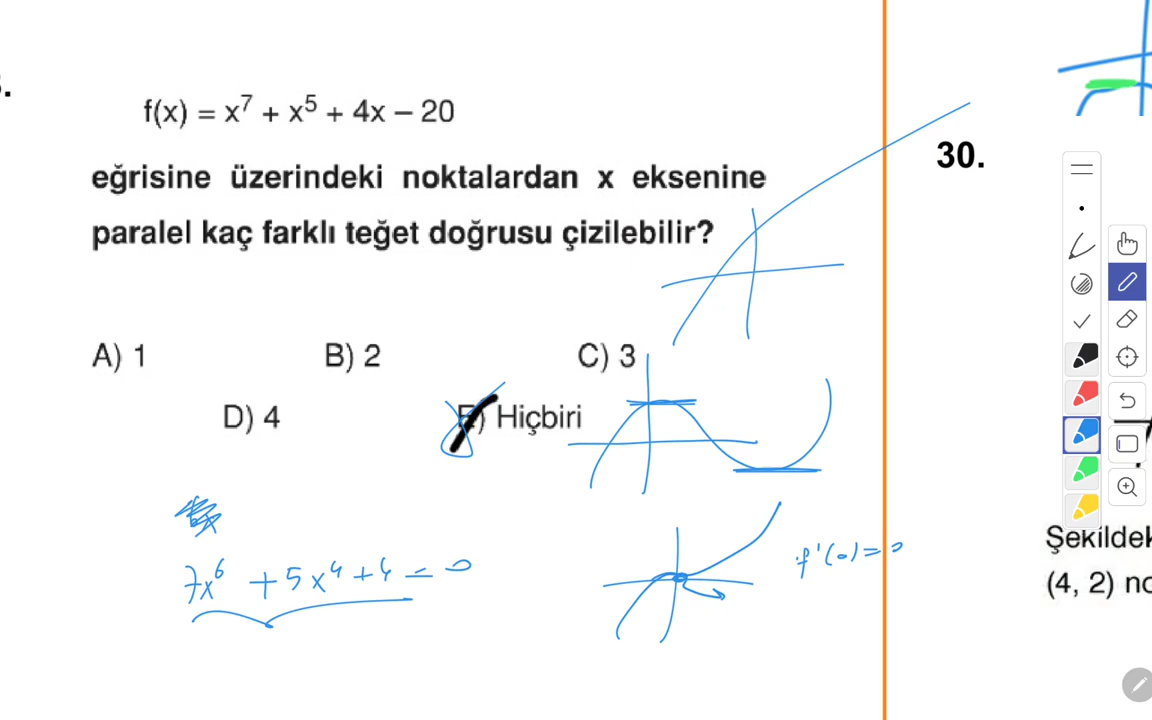 f(x) = x⁷ + x⁵ + 4x – 20
30.
eğrisine üzerindeki noktalardan x eksenine
paralel kaç farklı teğet doğrusu çizilebilir?
A) 1
B) 2
C) 3
D) 4
E) Hiçbiri
7x⁶ + 5x⁴ + 4 = 0
f'(0) = 0
Şekildek
(4, 2) no